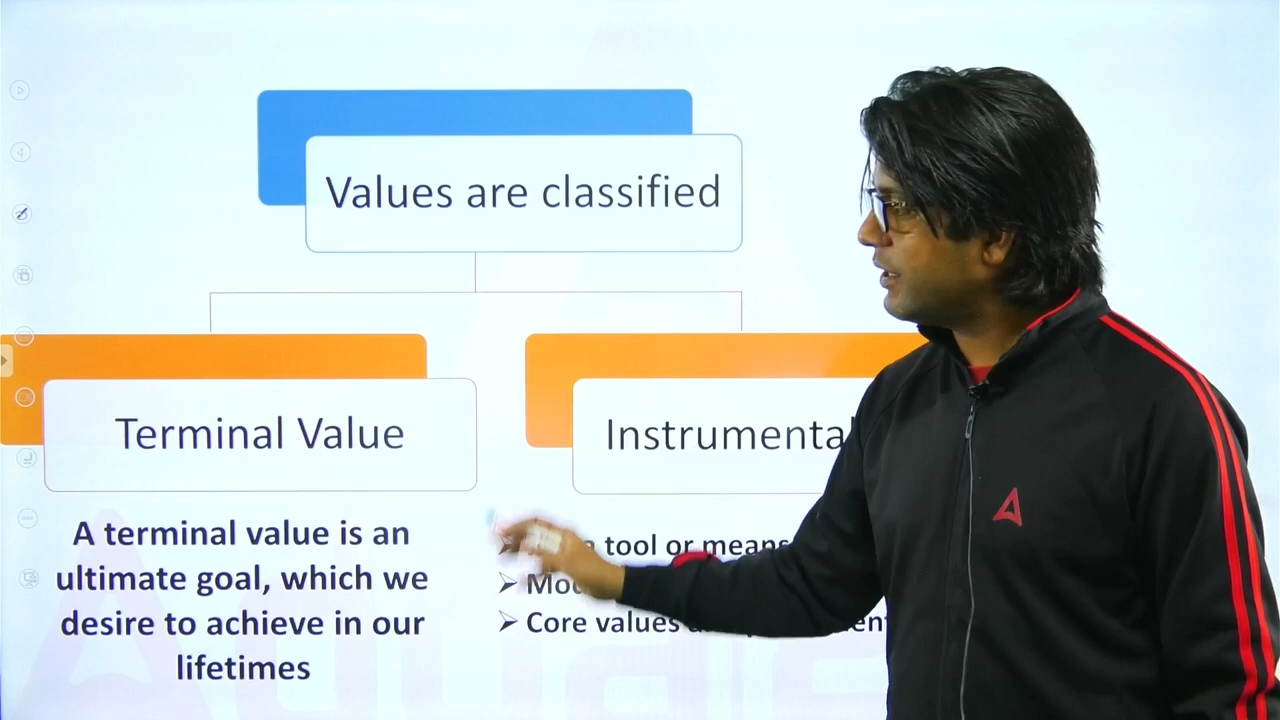 Values are classified
Terminal Value
Instrumental
A terminal value is an
ultimate goal, which we
desire to achieve in our
lifetimes
a tool or means
Core values